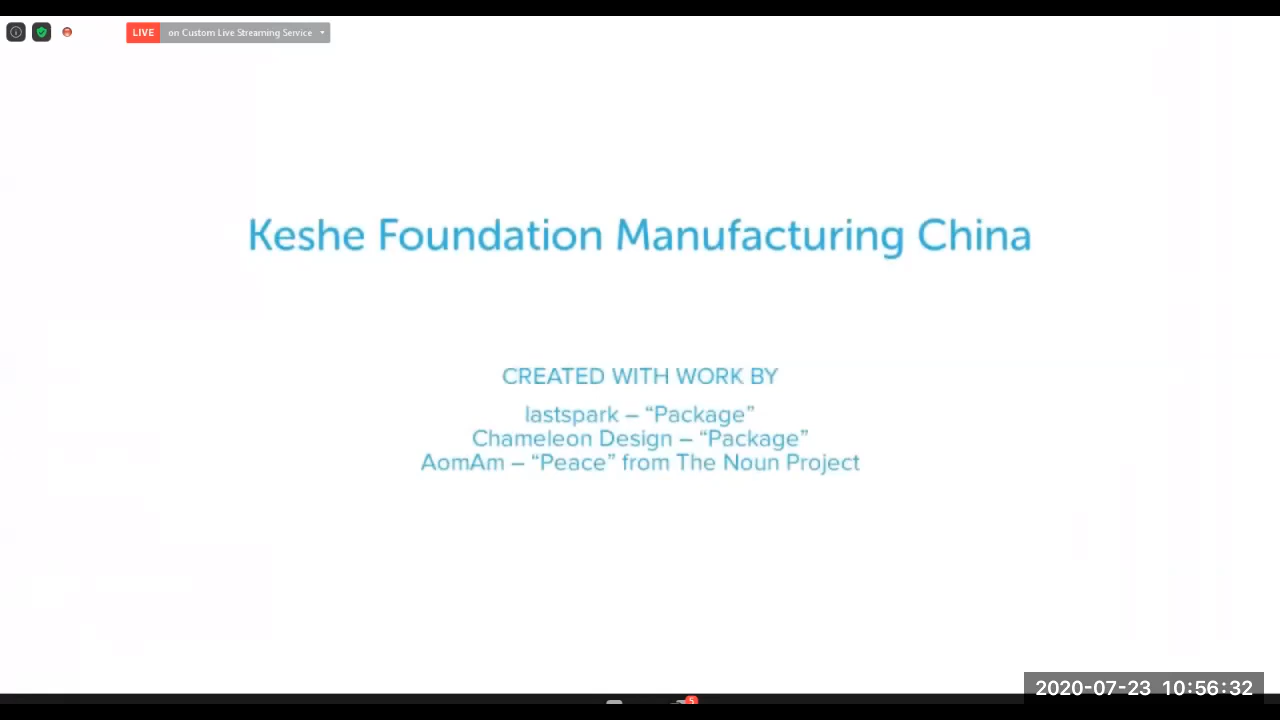 LIVE on Custom Live Streaming Service
Keshe Foundation Manufacturing China
CREATED WITH WORK BY
lastspark – “Package”
Chameleon Design – “Package”
AomAm – “Peace” from The Noun Project
5
2020-07-23 10:56:32